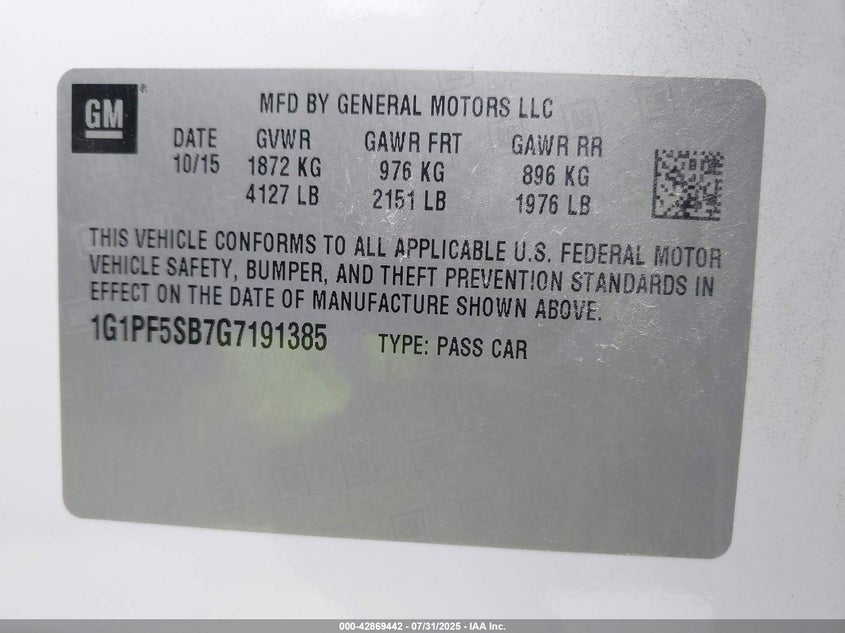 GM®
MFD BY GENERAL MOTORS LLC
DATE GVWR GAWR FRT GAWR RR
10/15 1872 KG 976 KG 896 KG
4127 LB 2151 LB 1976 LB
THIS VEHICLE CONFORMS TO ALL APPLICABLE U.S. FEDERAL MOTOR
VEHICLE SAFETY, BUMPER, AND THEFT PREVENTION STANDARDS IN
EFFECT ON THE DATE OF MANUFACTURE SHOWN ABOVE.
1G1PF5SB7G7191385 TYPE: PASS CAR
000-42869442 - 07/31/2025 - IAA Inc.